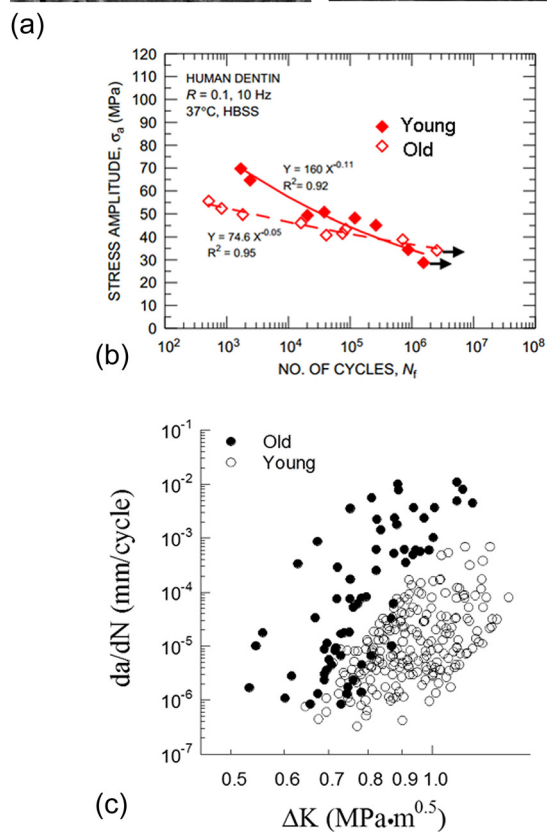 (a)
120
110
100
90
80
70
60
50
40
30
20
10
0
STRESS AMPLITUDE, σa (MPa)
HUMAN DENTIN
R = 0.1, 10 Hz
37°C, HBSS
Young
Old
Y = 160 X-0.11
R2 = 0.92
Y = 74.6 X-0.05
R2 = 0.95
10² 10³ 10⁴ 10⁵ 10⁶ 10⁷ 10⁸
NO. OF CYCLES, Nf
(b)
Old
Young
10⁻¹
10⁻²
10⁻³
10⁻⁴
10⁻⁵
10⁻⁶
10⁻⁷
da/dN (mm/cycle)
0.5 0.6 0.7 0.8 0.9 1.0
ΔK (MPa•m0.5)
(c)